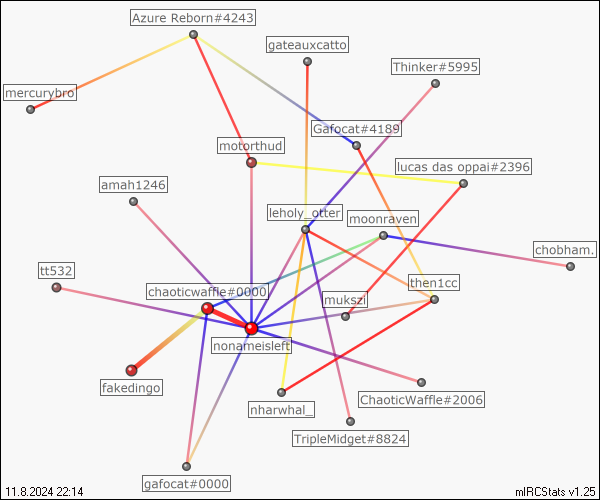 Azure Reborn#4243
gateauxcatto
Thinker#5995
mercurybro
Gafocat#4189
motorthud
lucas das oppai#2396
amah1246
leholy_otter
moonraven
chobham.
tt532
then1cc
chaoticwaffle#0000
mukszi
nonameisleft
fakedingo
ChaoticWaffle#2006
nharwhal_
TripleMidget#8824
gafocat#0000
11.8.2024 22:14
mIRCStats v1.25